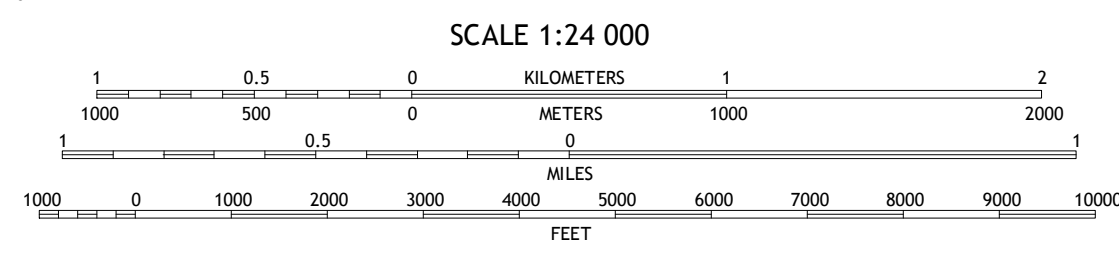 SCALE 1:24 000
1 0.5 0 KILOMETERS 1 2
1000 500 0 METERS 1000 2000
1 0.5 0 1
MILES
1000 0 1000 2000 3000 4000 5000 6000 7000 8000 9000 10000
FEET